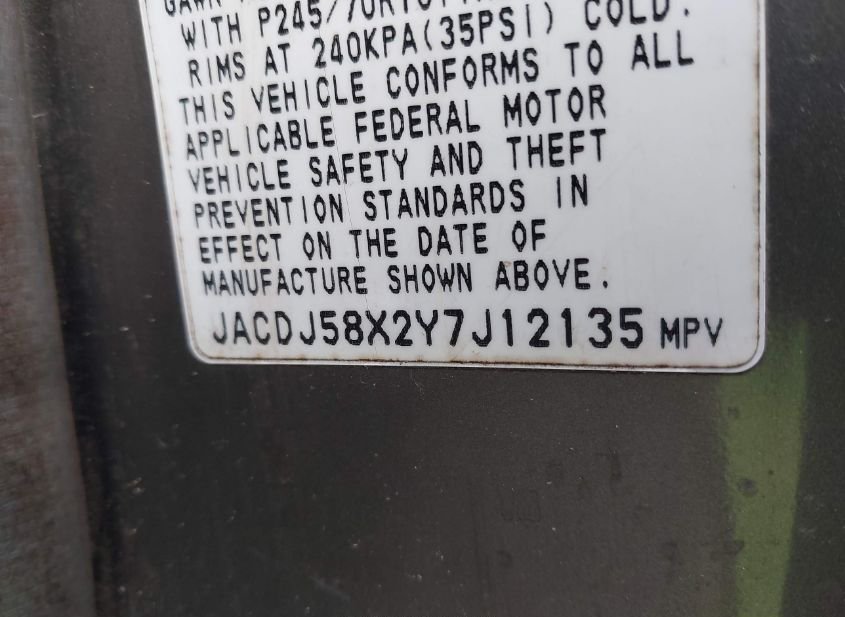 WITH P245/70R16
RIMS AT 240KPA(35PSI) COLD.
THIS VEHICLE CONFORMS TO ALL
APPLICABLE FEDERAL MOTOR
VEHICLE SAFETY AND THEFT
PREVENTION STANDARDS IN
EFFECT ON THE DATE OF
MANUFACTURE SHOWN ABOVE.
JACDJ58X2Y7J12135 MPV